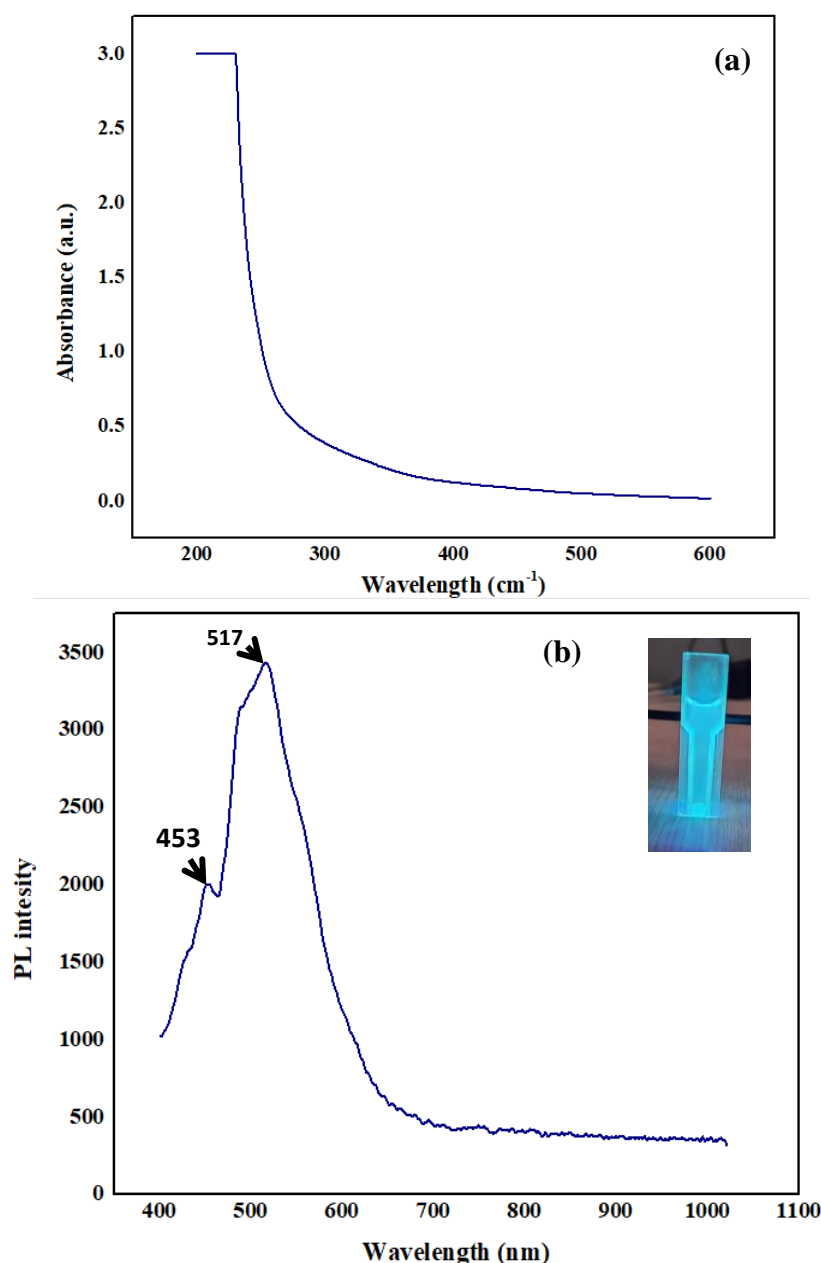 (a)
3.0
2.5
2.0
1.5
1.0
0.5
0.0
Absorbance (a.u.)
200 300 400 500 600
Wavelength (cm⁻¹)
(b)
517
453
3500
3000
2500
2000
1500
1000
500
0
PL intesity
400 500 600 700 800 900 1000 1100
Wavelength (nm)